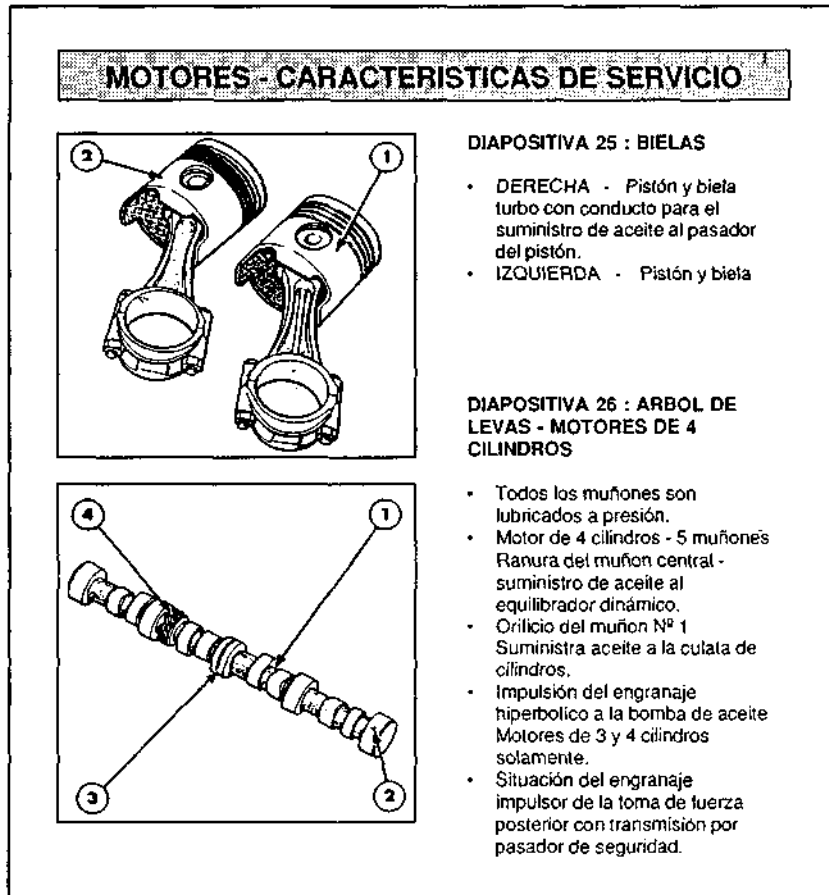 MOTORES - CARACTERISTICAS DE SERVICIO
2
1
DIAPOSITIVA 25 : BIELAS
• DERECHA - Pistón y biela
turbo con conducto para el
suministro de aceite al pasador
del pistón.
• IZQUIERDA - Pistón y biela
DIAPOSITIVA 26 : ARBOL DE
LEVAS - MOTORES DE 4
CILINDROS
4
1
3
2
• Todos los muñones son
lubricados a presión.
• Motor de 4 cilindros - 5 muñones
Ranura del muñon central -
suministro de aceite al
equilibrador dinámico.
• Orificio del muñon Nº 1
Suministra aceite a la culata de
cilindros.
• Impulsión del engranaje
hiperbolico a la bomba de aceite
Motores de 3 y 4 cilindros
solamente.
• Situación del engranaje
impulsor de la toma de fuerza
posterior con transmisión por
pasador de seguridad.